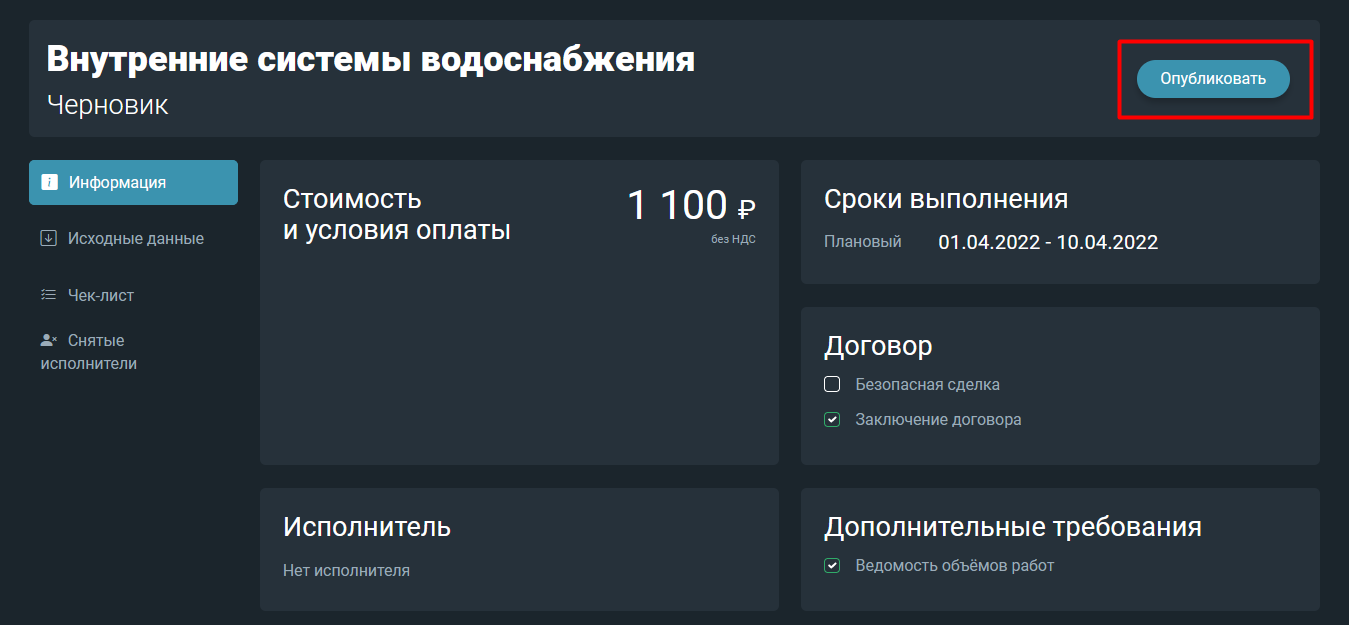 Внутренние системы водоснабжения
Черновик
Опубликовать
Информация
Исходные данные
Чек-лист
Снятые
исполнители
Стоимость
и условия оплаты
1 100 ₽
без НДС
Сроки выполнения
Плановый 01.04.2022 - 10.04.2022
Договор
Безопасная сделка
Заключение договора
Исполнитель
Нет исполнителя
Дополнительные требования
Ведомость объёмов работ